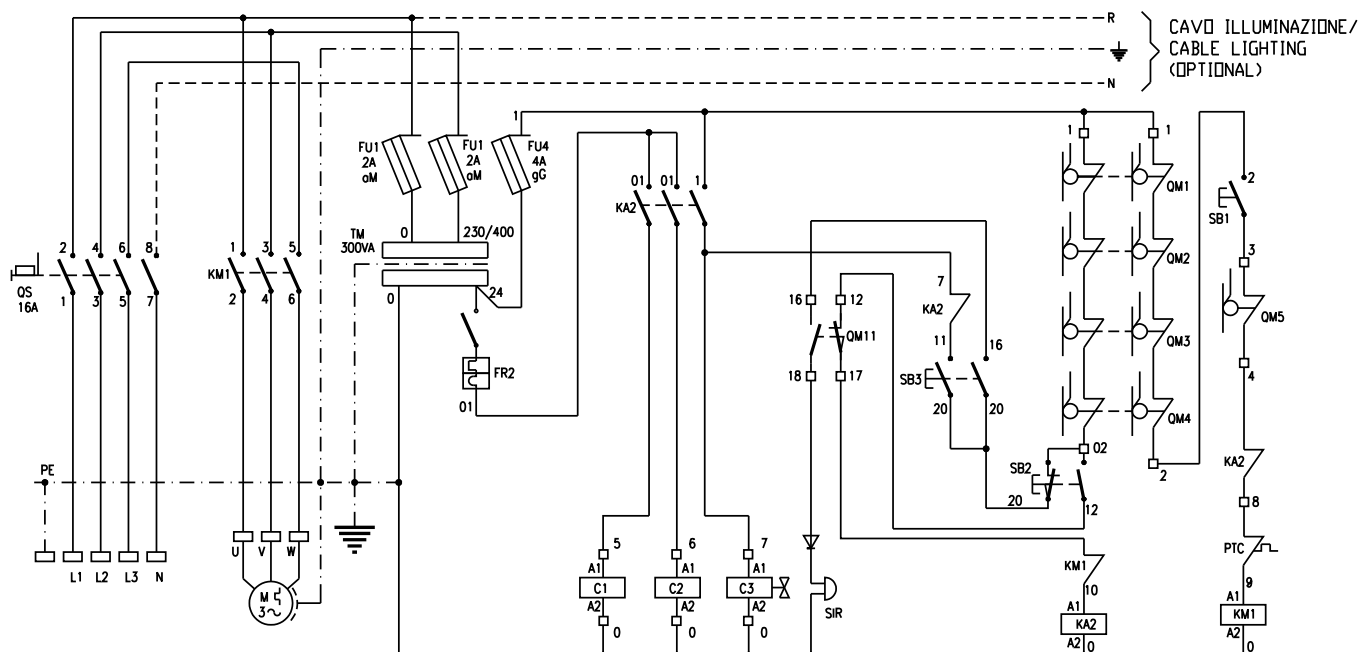 R
CAVO ILLUMINAZIONE/
CABLE LIGHTING
(OPTIONAL)
N
1
1
1
FU1
2A
aM
FU1
2A
aM
FU4
4A
gG
01
01
1
KA2
QM1
2
SB1
0
230/400
TM
300VA
2
4
6
8
1
3
5
KM1
QM2
3
QS
16A
1
3
5
7
2
4
6
0
24
7
KA2
16
12
QM11
QM5
QM3
11
16
FR2
18
17
SB3
4
01
20
20
QM4
02
KA2
PE
SB2
2
20
12
8
U
V
W
5
6
7
PTC
L1
L2
L3
N
A1
A1
A1
KM1
9
M
3
C1
C2
C3
10
A1
A2
A2
A2
SIR
A1
KM1
0
0
0
KA2
A2
A2
0
0